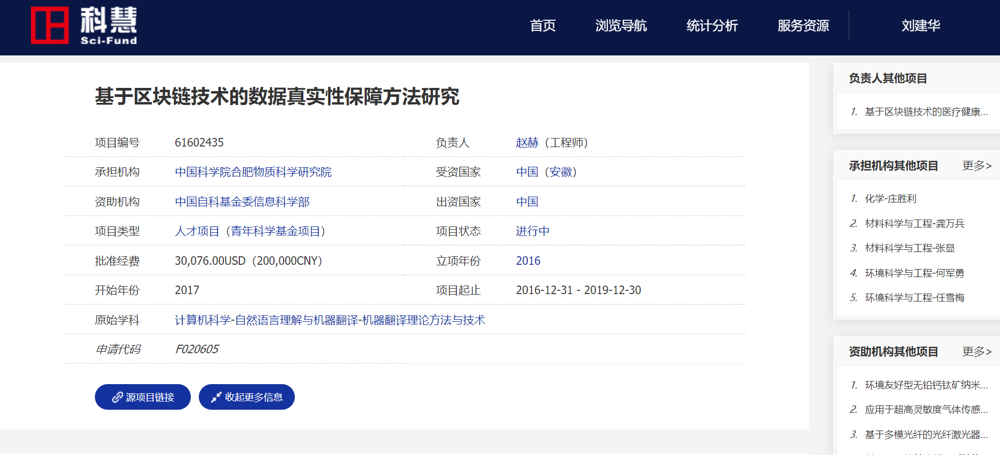 科慧
Sci-Fund
首页
浏览导航
统计分析
服务资源
刘建华
基于区块链技术的数据真实性保障方法研究
项目编号 61602435 负责人 赵赫（工程师）
承担机构 中国科学院合肥物质科学研究院 受资国家 中国（安徽）
资助机构 中国自科基金委信息科学部 出资国家 中国
项目类型 人才项目（青年科学基金项目） 项目状态 进行中
批准经费 30,076.00USD（200,000CNY） 立项年份 2016
开始年份 2017 项目起止 2016-12-31 - 2019-12-30
原始学科 计算机科学-自然语言理解与机器翻译-机器翻译理论方法与技术
申请代码 F020605
源项目链接
收起更多信息
负责人其他项目
1. 基于区块链技术的医疗健康...
承担机构其他项目 更多>
1. 化学-庄胜利
2. 材料科学与工程-龚万兵
3. 材料科学与工程-张显
4. 环境科学与工程-何军勇
5. 环境科学与工程-任雪梅
资助机构其他项目 更多>
1. 环境友好型无铅钙钛矿纳米...
2. 应用于超高灵敏度气体传感...
3. 基于多模光纤的光纤激光器...